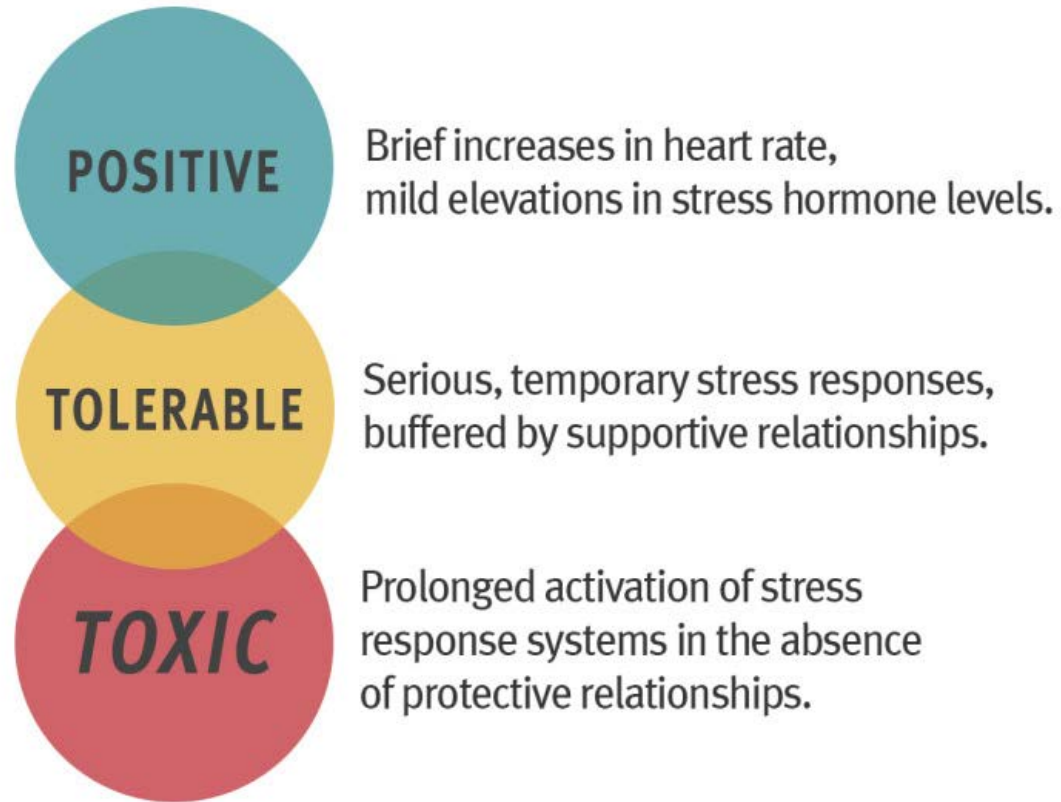 POSITIVE
Brief increases in heart rate,
mild elevations in stress hormone levels.
TOLERABLE
Serious, temporary stress responses,
buffered by supportive relationships.
TOXIC
Prolonged activation of stress
response systems in the absence
of protective relationships.